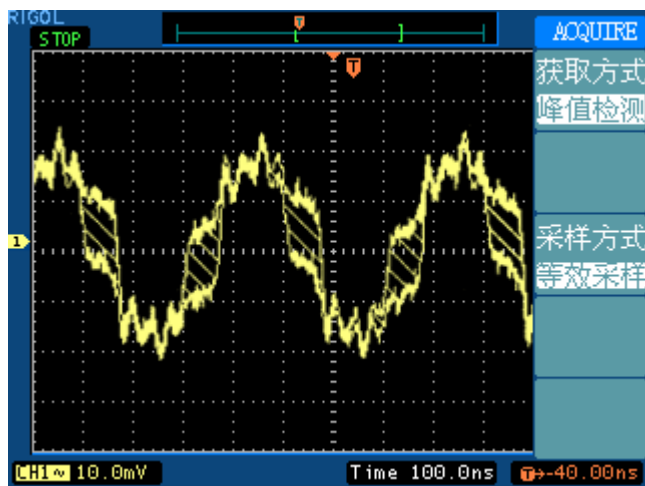 RIGOL
STOP
T
ACQUIRE
获取方式
峰值检测
T
1
采样方式
等效采样
CH1~ 10.0mV
Time 100.0ns
T→-40.00ns